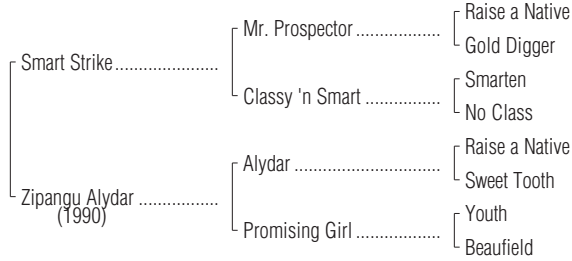 Raise a Native
Mr. Prospector ..................
Gold Digger
Smart Strike......................
Smarten
Classy 'n Smart ................
No Class
Raise a Native
Alydar ...............................
Sweet Tooth
Zipangu Alydar .................
(1990)
Youth
Promising Girl ..................
Beaufield